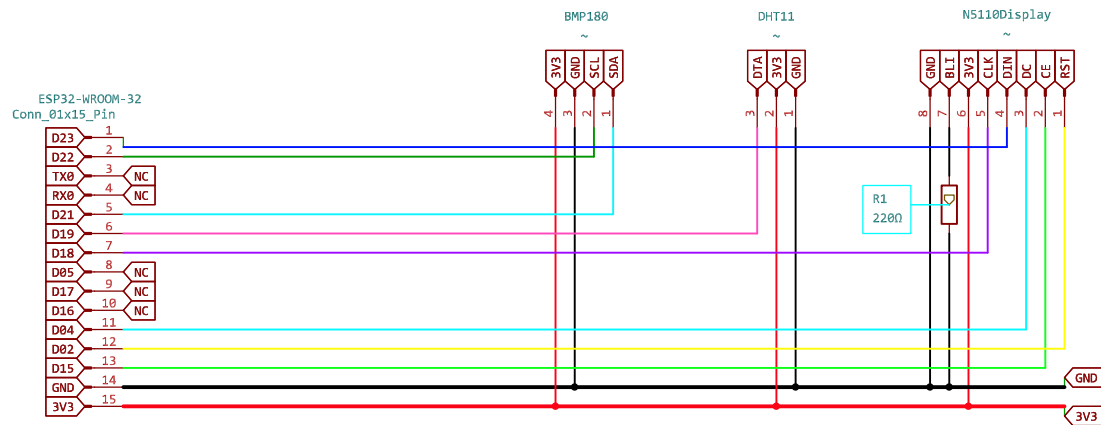 BMP180
~
DHT11
~
N5110Display
~
3V3 GND SCL SDA
4 3 2 1
DTA 3V3 GND
3 2 1
GND BLI 3V3 CLK DIN DC CE RST
8 7 6 5 4 3 2 1
ESP32-WROOM-32
Conn_01x15_Pin
D23 1
D22 2
TX0 3 NC
RX0 4 NC
D21 5
D19 6
D18 7
D05 8 NC
D17 9 NC
D16 10 NC
D04 11
D02 12
D15 13
GND 14
3V3 15
R1
220Ω
GND
3V3